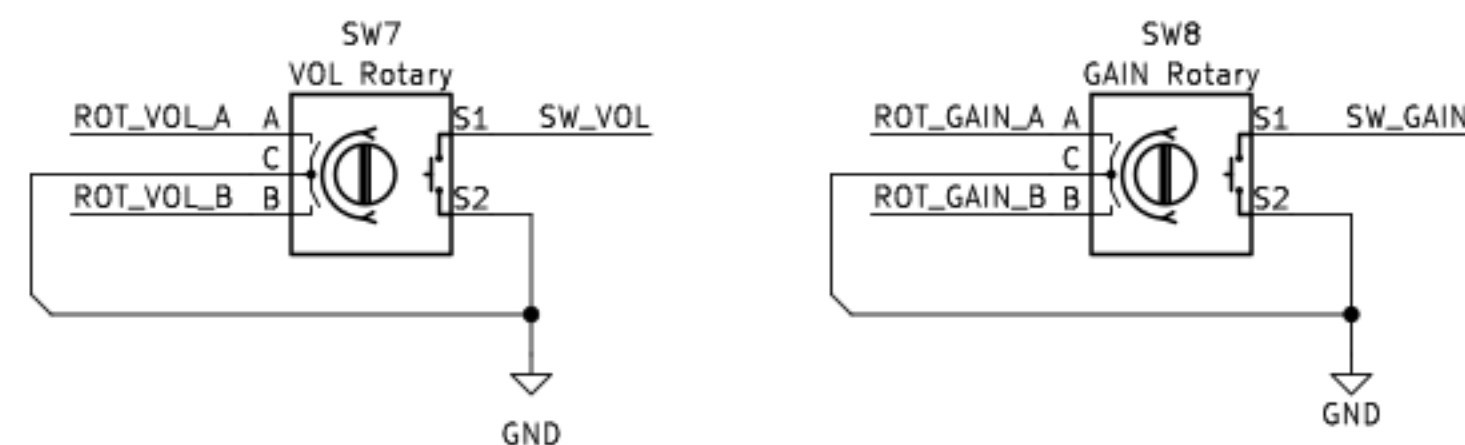 SW7
VOL Rotary
ROT_VOL_A A S1 SW_VOL
C
ROT_VOL_B B S2
GND
SW8
GAIN Rotary
ROT_GAIN_A A S1 SW_GAIN
C
ROT_GAIN_B B S2
GND